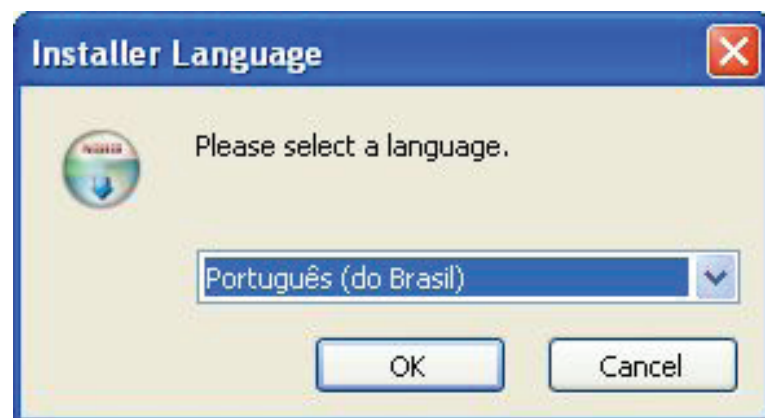 Installer Language
Please select a language.
Português (do Brasil)
OK
Cancel